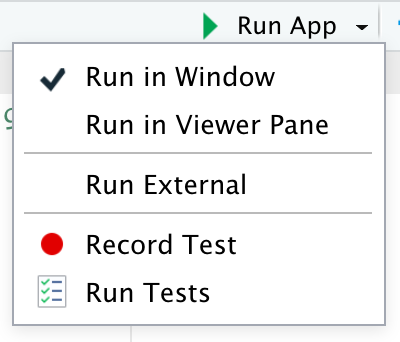 Run App
Run in Window
Run in Viewer Pane
Run External
Record Test
Run Tests